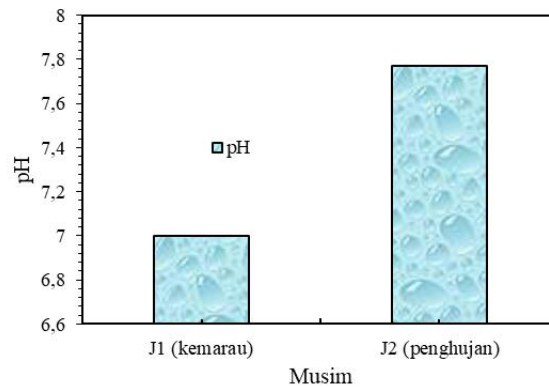 8
7,8
7,6
7,4
7,2
7
6,8
6,6
pH
pH
J1 (kemarau)
J2 (penghujan)
Musim